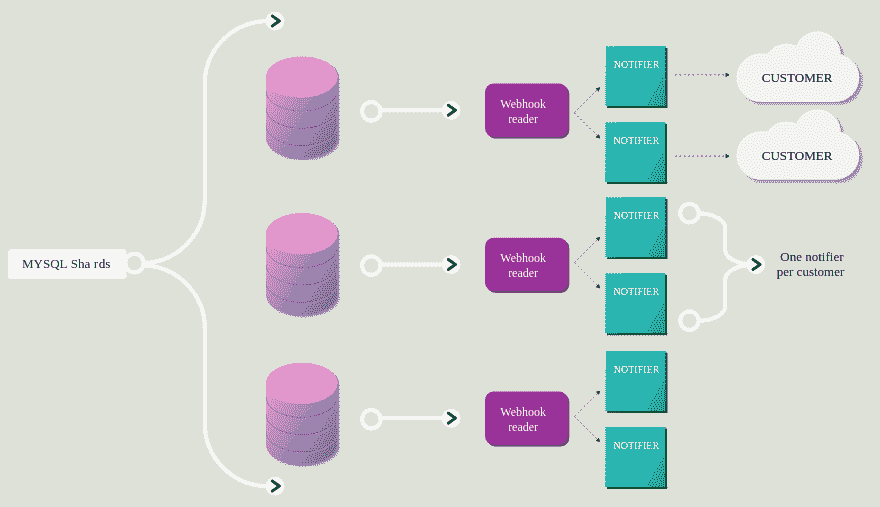 MYSQL Sha rds
Webhook
reader
NOTIFIER
NOTIFIER
CUSTOMER
CUSTOMER
Webhook
reader
NOTIFIER
NOTIFIER
One notifier
per customer
Webhook
reader
NOTIFIER
NOTIFIER